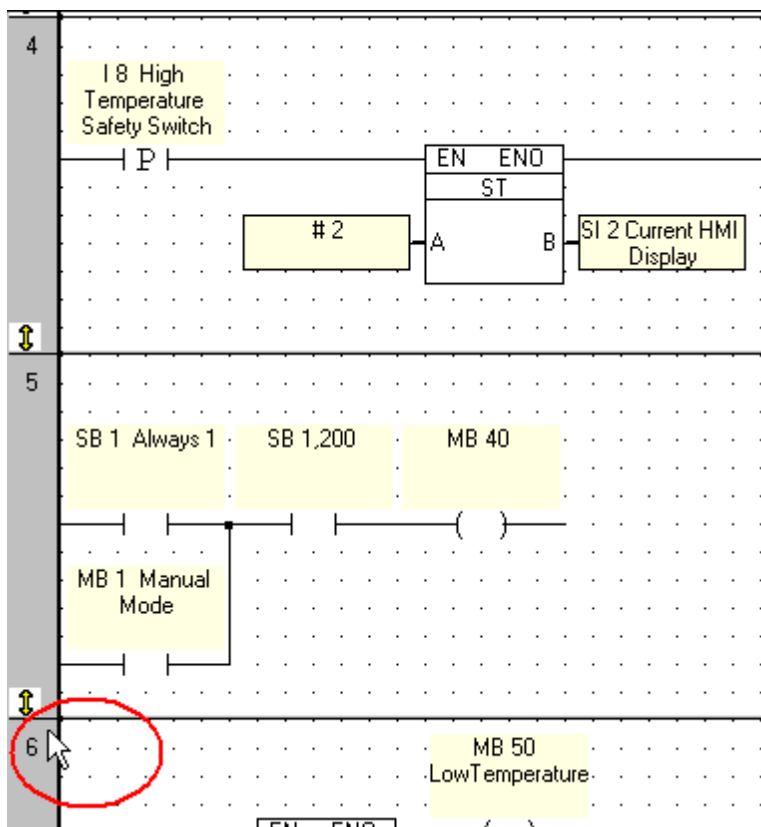 4
I 8 High
Temperature
Safety Switch
P
EN ENO
ST
# 2
A
B
SI 2 Current HMI
Display
5
SB 1 Always 1
SB 1,200
MB 40
MB 1 Manual
Mode
6
MB 50
LowTemperature
EN ENO